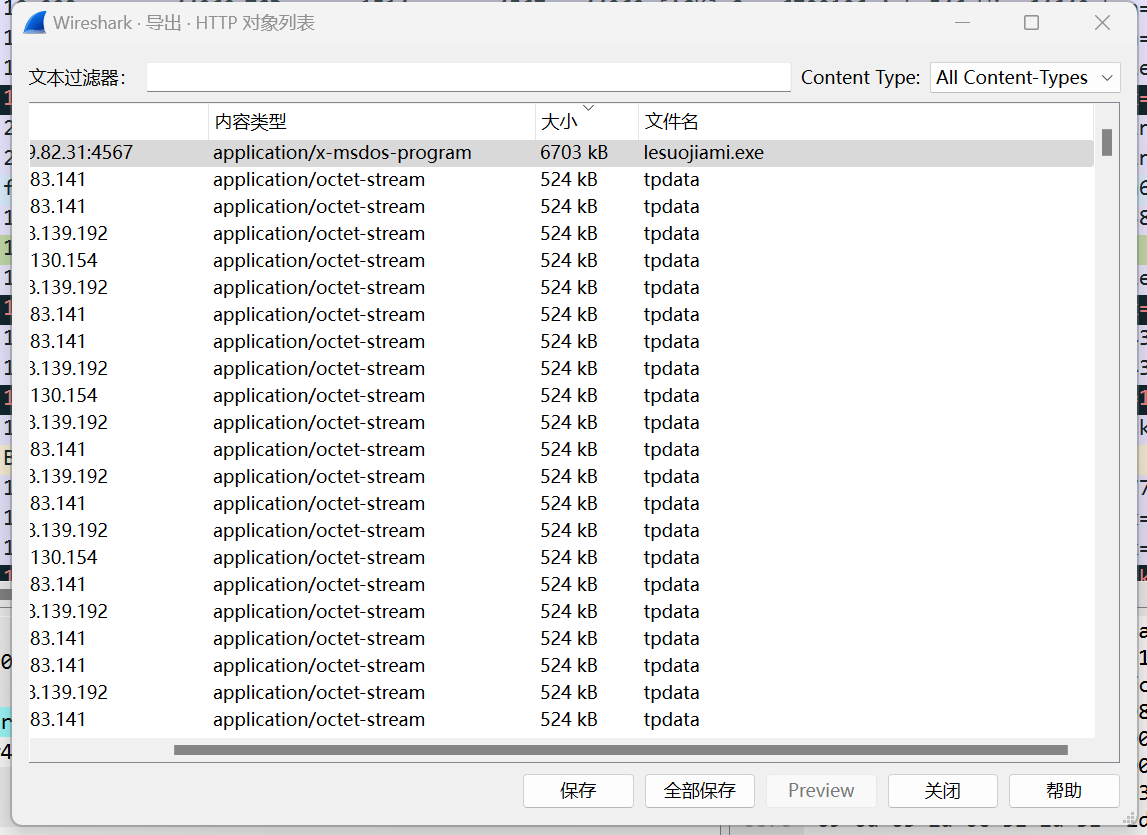 Wireshark · 导出 · HTTP 对象列表
文本过滤器: Content Type: All Content-Types
内容类型 大小 文件名
9.82.31:4567 application/x-msdos-program 6703 kB lesuojiami.exe
83.141 application/octet-stream 524 kB tpdata
83.141 application/octet-stream 524 kB tpdata
3.139.192 application/octet-stream 524 kB tpdata
130.154 application/octet-stream 524 kB tpdata
3.139.192 application/octet-stream 524 kB tpdata
83.141 application/octet-stream 524 kB tpdata
83.141 application/octet-stream 524 kB tpdata
3.139.192 application/octet-stream 524 kB tpdata
130.154 application/octet-stream 524 kB tpdata
3.139.192 application/octet-stream 524 kB tpdata
83.141 application/octet-stream 524 kB tpdata
3.139.192 application/octet-stream 524 kB tpdata
83.141 application/octet-stream 524 kB tpdata
3.139.192 application/octet-stream 524 kB tpdata
130.154 application/octet-stream 524 kB tpdata
83.141 application/octet-stream 524 kB tpdata
3.139.192 application/octet-stream 524 kB tpdata
83.141 application/octet-stream 524 kB tpdata
83.141 application/octet-stream 524 kB tpdata
3.139.192 application/octet-stream 524 kB tpdata
83.141 application/octet-stream 524 kB tpdata
保存 全部保存 Preview 关闭 帮助